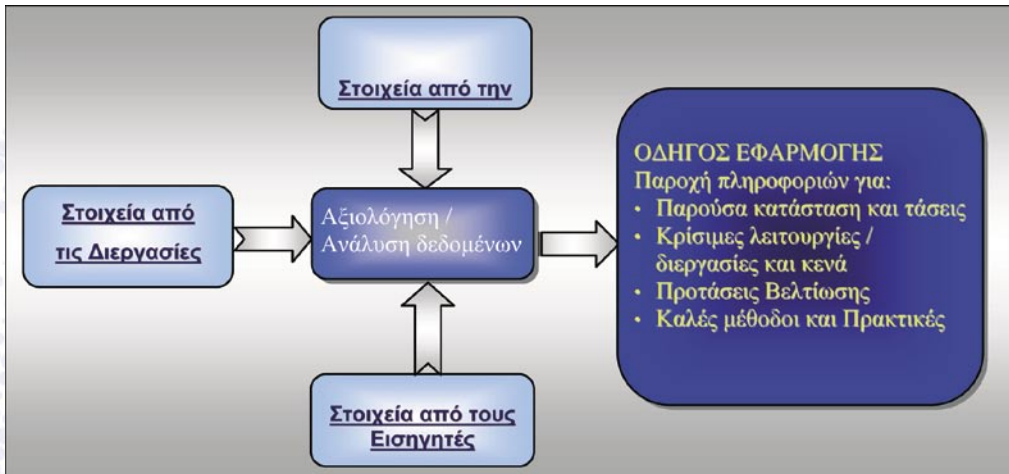 Στοιχεία από την
Στοιχεία από
τις Διεργασίες
Αξιολόγηση /
Ανάλυση δεδομένων
Στοιχεία από τους
Εισηγητές
ΟΔΗΓΟΣ ΕΦΑΡΜΟΓΗΣ
Παροχή πληροφοριών για:
• Παρούσα κατάσταση και τάσεις
• Κρίσιμες λειτουργίες /
διεργασίες και κενά
• Προτάσεις Βελτίωσης
• Καλές μέθοδοι και Πρακτικές